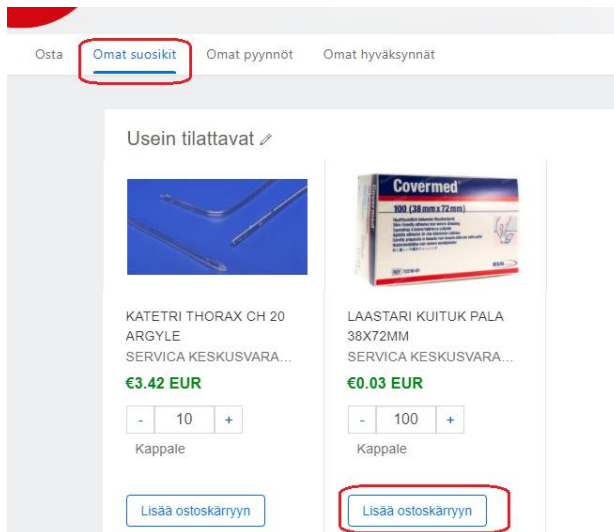 Osta Omat suosikit Omat pyynnöt Omat hyväksynnät
Usein tilattavat
Covermed
100 (38 mm x 72 mm)
BSN
KATETRI THORAX CH 20
ARGYLE
SERVICA KESKUSVARA...
€3.42 EUR
- 10 +
Kappale
Lisää ostoskärryyn
LAASTARI KUITUK PALA
38X72MM
SERVICA KESKUSVARA...
€0.03 EUR
- 100 +
Kappale
Lisää ostoskärryyn